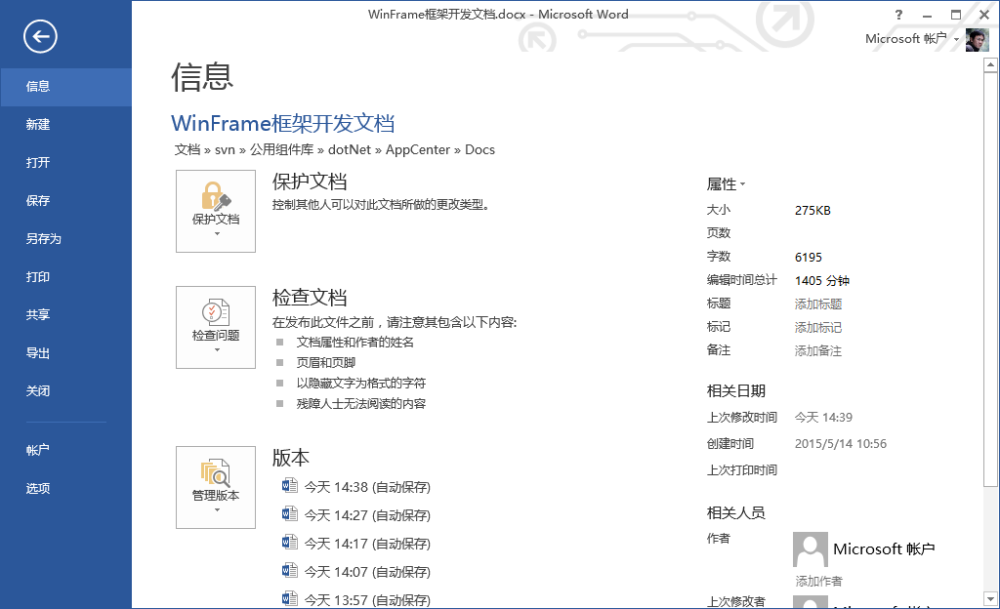 WinFrame框架开发文档.docx - Microsoft Word
?
Microsoft 帐户
信息
新建
打开
保存
另存为
打印
共享
导出
关闭
帐户
选项
信息
WinFrame框架开发文档
文档 » svn » 公用组件库 » dotNet » AppCenter » Docs
保护文档
保护文档
控制其他人可以对此文档所做的更改类型。
检查问题
检查文档
在发布此文件之前，请注意其包含以下内容:
文档属性和作者的姓名
页眉和页脚
以隐藏文字为格式的字符
残障人士无法阅读的内容
管理版本
版本
今天 14:38 (自动保存)
今天 14:27 (自动保存)
今天 14:17 (自动保存)
今天 14:07 (自动保存)
今天 13:57 (自动保存)
属性
大小 275KB
页数
字数 6195
编辑时间总计 1405 分钟
标题 添加标题
标记 添加标记
备注 添加备注
相关日期
上次修改时间 今天 14:39
创建时间 2015/5/14 10:56
上次打印时间
相关人员
作者
Microsoft 帐户
添加作者
上次修改者